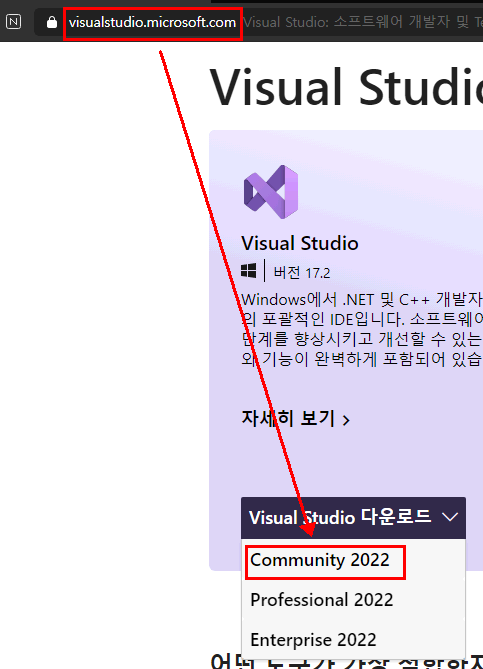 visualstudio.microsoft.com
Visual Studio: 소프트웨어 개발자 및
Visual Studio
Visual Studio
버전 17.2
Windows에서 .NET 및 C++ 개발자
의 포괄적인 IDE입니다. 소프트웨어
단계를 향상시키고 개선할 수 있는
와 기능이 완벽하게 포함되어 있습
자세히 보기 >
Visual Studio 다운로드
Community 2022
Professional 2022
Enterprise 2022